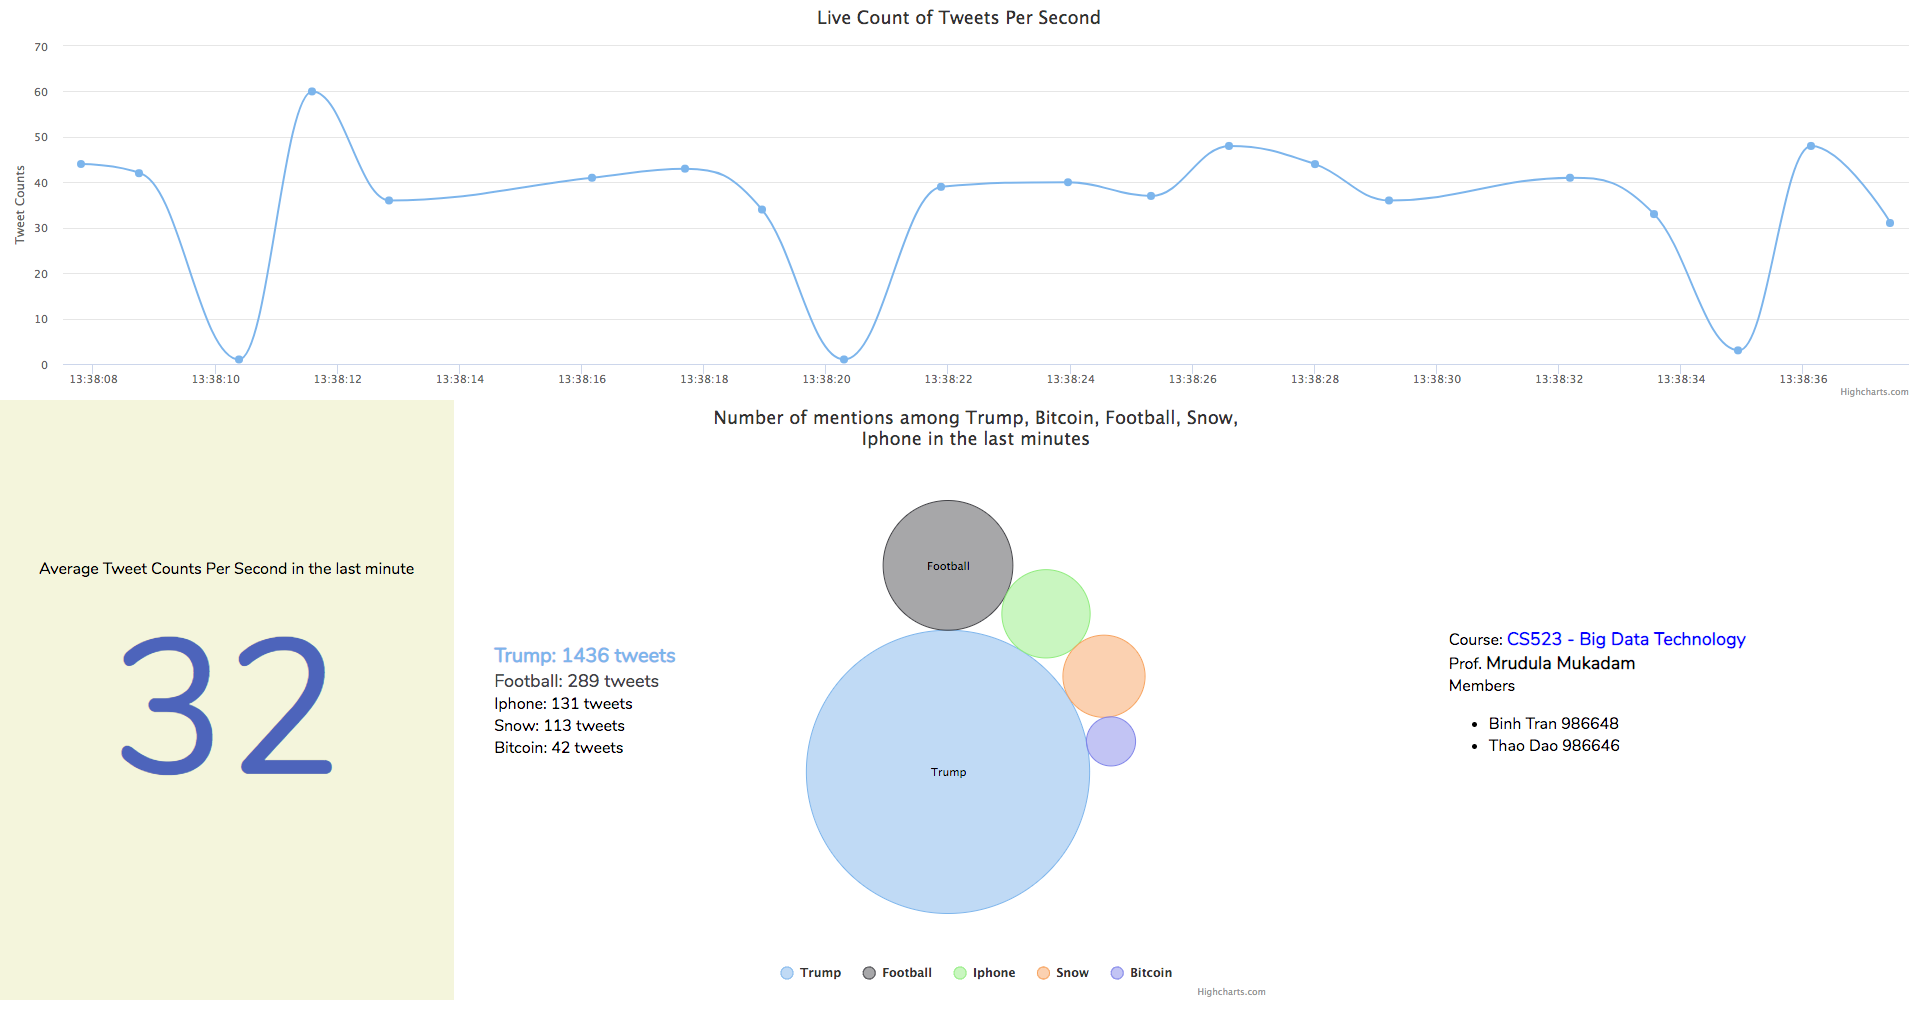 Live Count of Tweets Per Second
70
60
50
40
30
20
10
0
Tweet Counts
13:38:08 13:38:10 13:38:12 13:38:14 13:38:16 13:38:18 13:38:20 13:38:22 13:38:24 13:38:26 13:38:28 13:38:30 13:38:32 13:38:34 13:38:36
Highcharts.com
Average Tweet Counts Per Second in the last minute
32
Number of mentions among Trump, Bitcoin, Football, Snow,
Iphone in the last minutes
Trump: 1436 tweets
Football: 289 tweets
Iphone: 131 tweets
Snow: 113 tweets
Bitcoin: 42 tweets
Football
Trump
Trump Football Iphone Snow Bitcoin
Highcharts.com
Course: CS523 - Big Data Technology
Prof. Mrudula Mukadam
Members
• Binh Tran 986648
• Thao Dao 986646